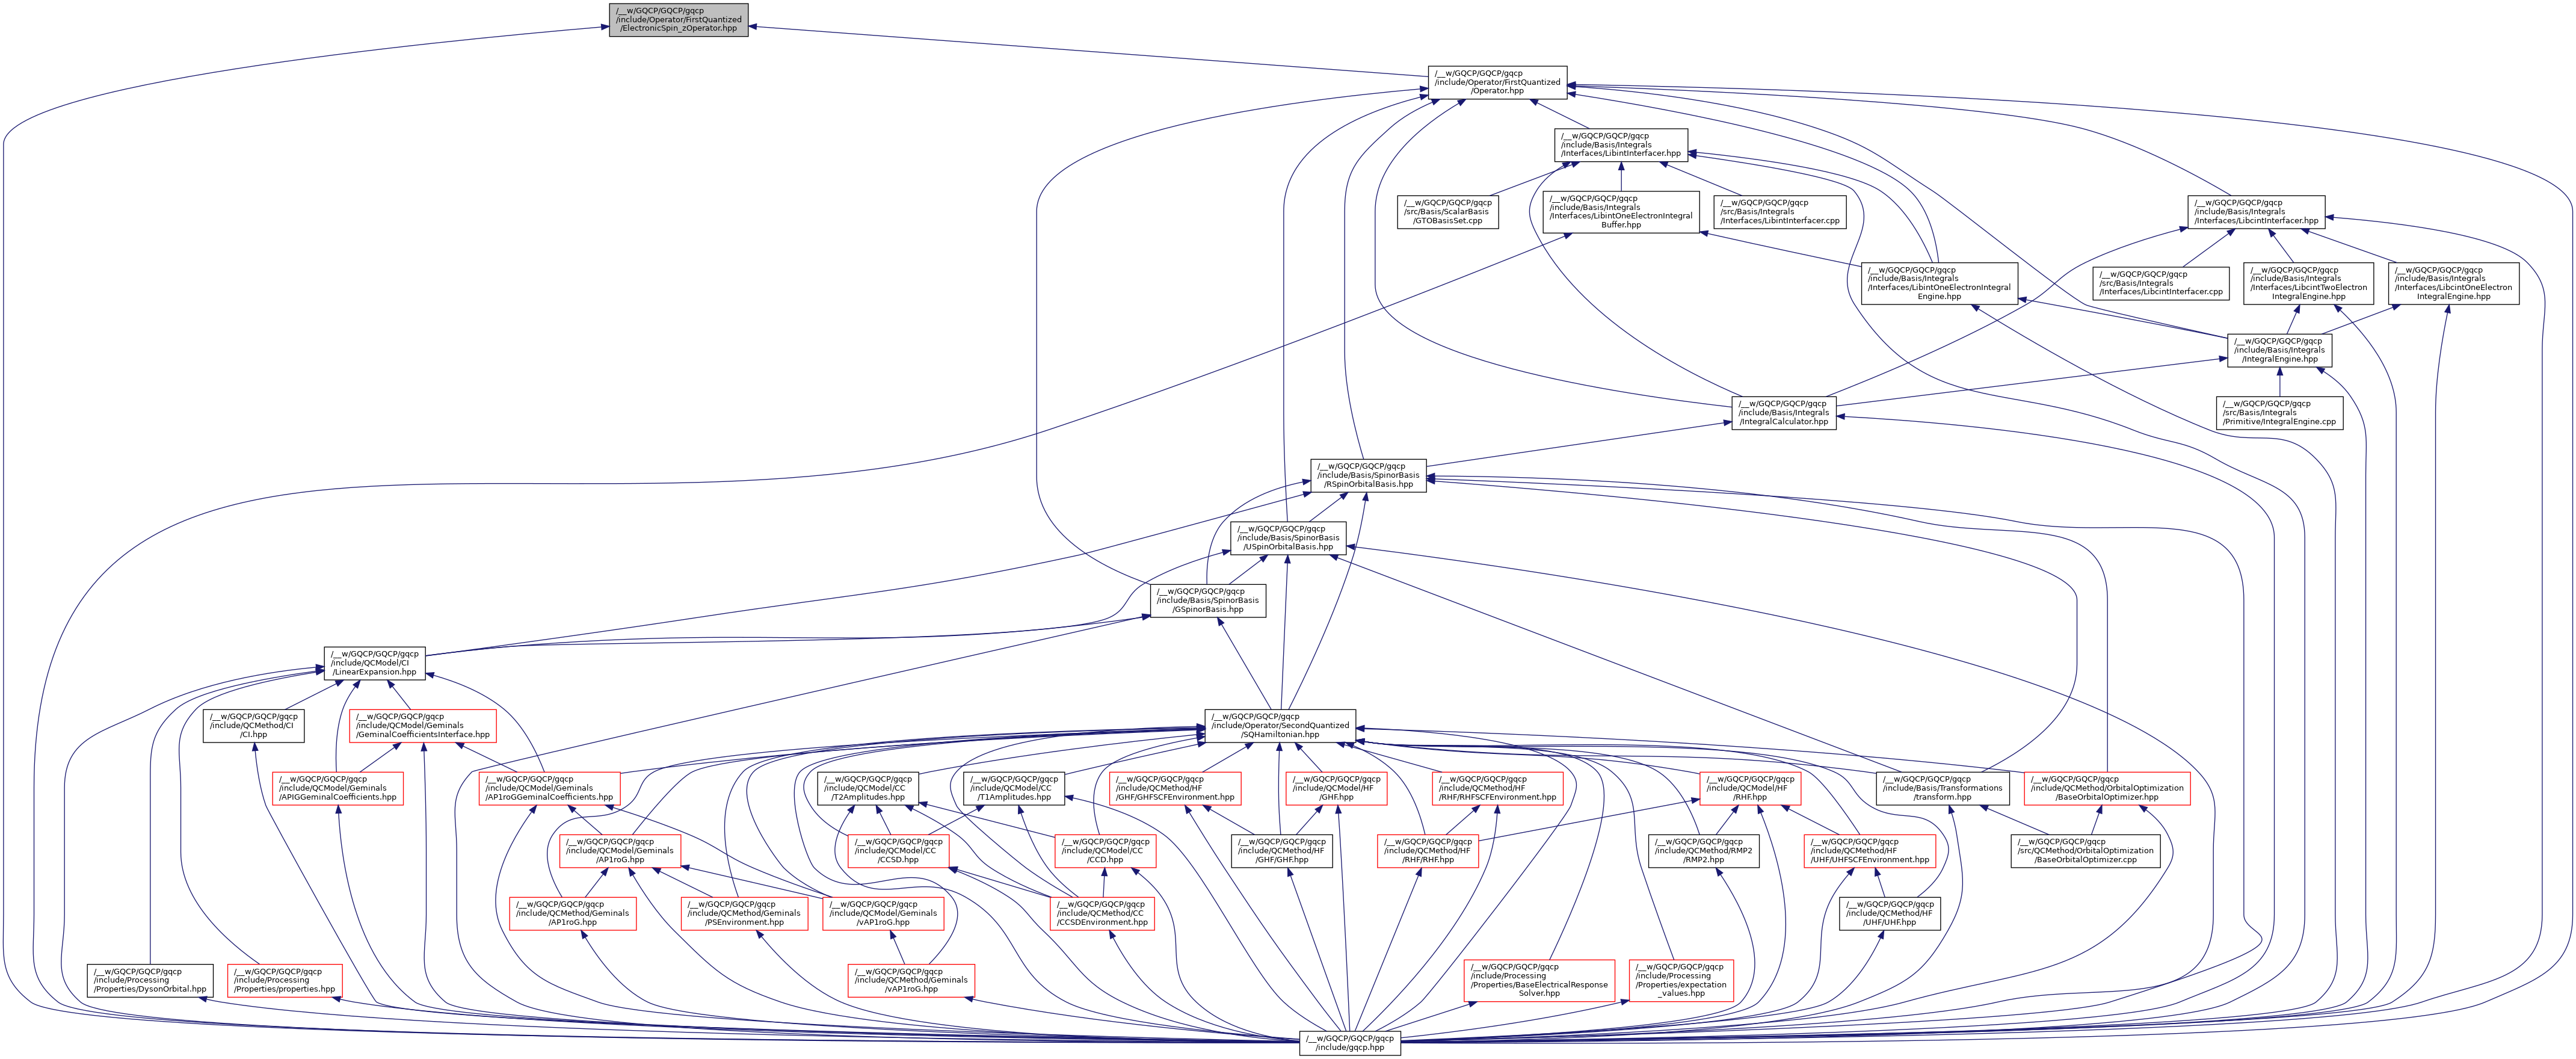 /__w/GQCP/GQCP/gqcp
/include/Operator/FirstQuantized
/ElectronicSpin_zOperator.hpp
/__w/GQCP/GQCP/gqcp
/include/Operator/FirstQuantized
/Operator.hpp
/__w/GQCP/GQCP/gqcp
/include/Basis/Integrals
/Interfaces/LibintInterfacer.hpp
/__w/GQCP/GQCP/gqcp
/src/Basis/ScalarBasis
/GTOBasisSet.cpp
/__w/GQCP/GQCP/gqcp
/include/Basis/Integrals
/Interfaces/LibintOneElectronIntegral
Buffer.hpp
/__w/GQCP/GQCP/gqcp
/src/Basis/Integrals
/Interfaces/LibintInterfacer.cpp
/__w/GQCP/GQCP/gqcp
/include/Basis/Integrals
/Interfaces/LibcintInterfacer.hpp
/__w/GQCP/GQCP/gqcp
/include/Basis/Integrals
/Interfaces/LibintOneElectronIntegral
Engine.hpp
/__w/GQCP/GQCP/gqcp
/src/Basis/Integrals
/Interfaces/LibcintInterfacer.cpp
/__w/GQCP/GQCP/gqcp
/include/Basis/Integrals
/Interfaces/LibcintTwoElectron
IntegralEngine.hpp
/__w/GQCP/GQCP/gqcp
/include/Basis/Integrals
/Interfaces/LibcintOneElectron
IntegralEngine.hpp
/__w/GQCP/GQCP/gqcp
/include/Basis/Integrals
/IntegralEngine.hpp
/__w/GQCP/GQCP/gqcp
/include/Basis/Integrals
/IntegralCalculator.hpp
/__w/GQCP/GQCP/gqcp
/src/Basis/Integrals
/Primitive/IntegralEngine.cpp
/__w/GQCP/GQCP/gqcp
/include/Basis/SpinorBasis
/RSpinOrbitalBasis.hpp
/__w/GQCP/GQCP/gqcp
/include/Basis/SpinorBasis
/USpinOrbitalBasis.hpp
/__w/GQCP/GQCP/gqcp
/include/Basis/SpinorBasis
/GSpinorBasis.hpp
/__w/GQCP/GQCP/gqcp
/include/QCModel/CI
/LinearExpansion.hpp
/__w/GQCP/GQCP/gqcp
/include/QCMethod/CI
/CI.hpp
/__w/GQCP/GQCP/gqcp
/include/QCModel/Geminals
/GeminalCoefficientsInterface.hpp
/__w/GQCP/GQCP/gqcp
/include/Operator/SecondQuantized
/SQHamiltonian.hpp
/__w/GQCP/GQCP/gqcp
/include/QCModel/Geminals
/APIGGeminalCoefficients.hpp
/__w/GQCP/GQCP/gqcp
/include/QCModel/Geminals
/AP1roGGeminalCoefficients.hpp
/__w/GQCP/GQCP/gqcp
/include/QCModel/CC
/T2Amplitudes.hpp
/__w/GQCP/GQCP/gqcp
/include/QCModel/CC
/T1Amplitudes.hpp
/__w/GQCP/GQCP/gqcp
/include/QCMethod/HF
/GHF/GHFSCFEnvironment.hpp
/__w/GQCP/GQCP/gqcp
/include/QCModel/HF
/GHF.hpp
/__w/GQCP/GQCP/gqcp
/include/QCMethod/HF
/RHF/RHFSCFEnvironment.hpp
/__w/GQCP/GQCP/gqcp
/include/QCModel/HF
/RHF.hpp
/__w/GQCP/GQCP/gqcp
/include/Basis/Transformations
/transform.hpp
/__w/GQCP/GQCP/gqcp
/include/QCMethod/OrbitalOptimization
/BaseOrbitalOptimizer.hpp
/__w/GQCP/GQCP/gqcp
/include/QCModel/Geminals
/AP1roG.hpp
/__w/GQCP/GQCP/gqcp
/include/QCModel/CC
/CCSD.hpp
/__w/GQCP/GQCP/gqcp
/include/QCModel/CC
/CCD.hpp
/__w/GQCP/GQCP/gqcp
/include/QCMethod/HF
/GHF/GHF.hpp
/__w/GQCP/GQCP/gqcp
/include/QCMethod/HF
/RHF/RHF.hpp
/__w/GQCP/GQCP/gqcp
/include/QCMethod/RMP2
/RMP2.hpp
/__w/GQCP/GQCP/gqcp
/include/QCMethod/HF
/UHF/UHFSCFEnvironment.hpp
/__w/GQCP/GQCP/gqcp
/src/QCMethod/OrbitalOptimization
/BaseOrbitalOptimizer.cpp
/__w/GQCP/GQCP/gqcp
/include/QCMethod/Geminals
/AP1roG.hpp
/__w/GQCP/GQCP/gqcp
/include/QCMethod/Geminals
/PSEnvironment.hpp
/__w/GQCP/GQCP/gqcp
/include/QCModel/Geminals
/vAP1roG.hpp
/__w/GQCP/GQCP/gqcp
/include/QCMethod/CC
/CCSDEnvironment.hpp
/__w/GQCP/GQCP/gqcp
/include/QCMethod/HF
/UHF/UHF.hpp
/__w/GQCP/GQCP/gqcp
/include/Processing
/Properties/DysonOrbital.hpp
/__w/GQCP/GQCP/gqcp
/include/Processing
/Properties/properties.hpp
/__w/GQCP/GQCP/gqcp
/include/QCMethod/Geminals
/vAP1roG.hpp
/__w/GQCP/GQCP/gqcp
/include/Processing
/Properties/BaseElectricalResponse
Solver.hpp
/__w/GQCP/GQCP/gqcp
/include/Processing
/Properties/expectation
_values.hpp
/__w/GQCP/GQCP/gqcp
/include/gqcp.hpp